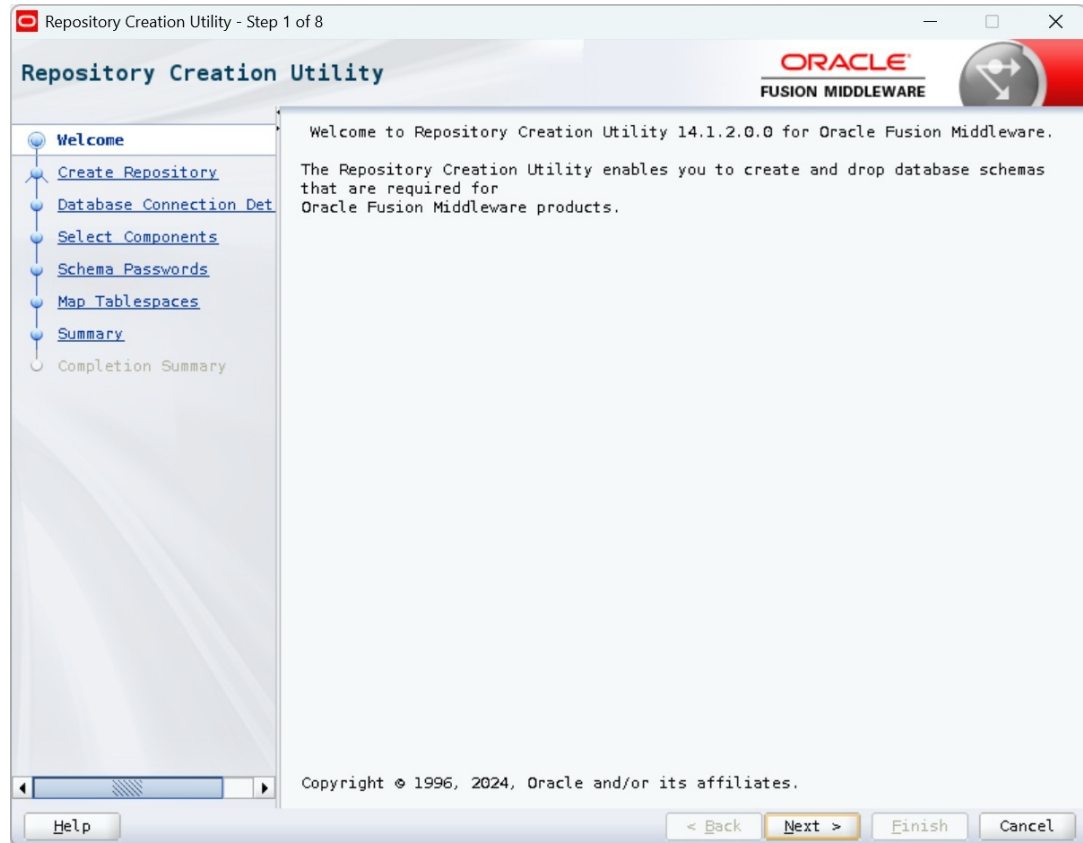 Repository Creation Utility - Step 1 of 8
Repository Creation Utility
ORACLE
FUSION MIDDLEWARE
Welcome
Create Repository
Database Connection Det
Select Components
Schema Passwords
Map Tablespaces
Summary
Completion Summary
Welcome to Repository Creation Utility 14.1.2.0.0 for Oracle Fusion Middleware.
The Repository Creation Utility enables you to create and drop database schemas
that are required for
Oracle Fusion Middleware products.
Copyright © 1996, 2024, Oracle and/or its affiliates.
Help
< Back
Next >
Finish
Cancel